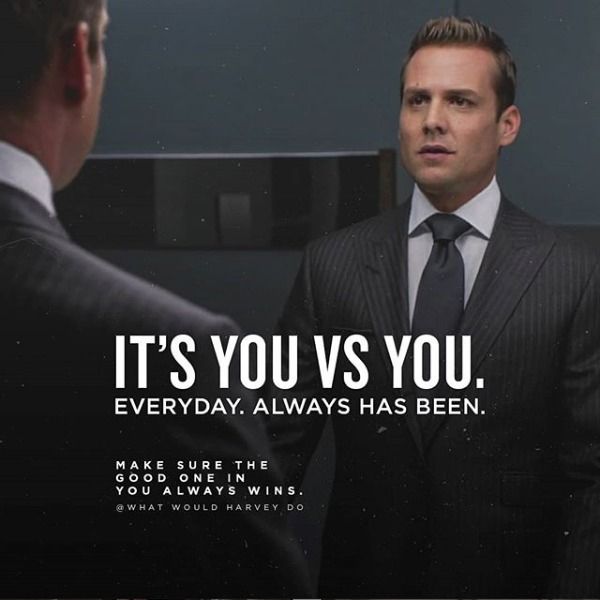 IT'S YOU VS YOU.
EVERYDAY. ALWAYS HAS BEEN.
MAKE SURE THE
GOOD ONE IN
YOU ALWAYS WINS.
@WHAT WOULD HARVEY DO